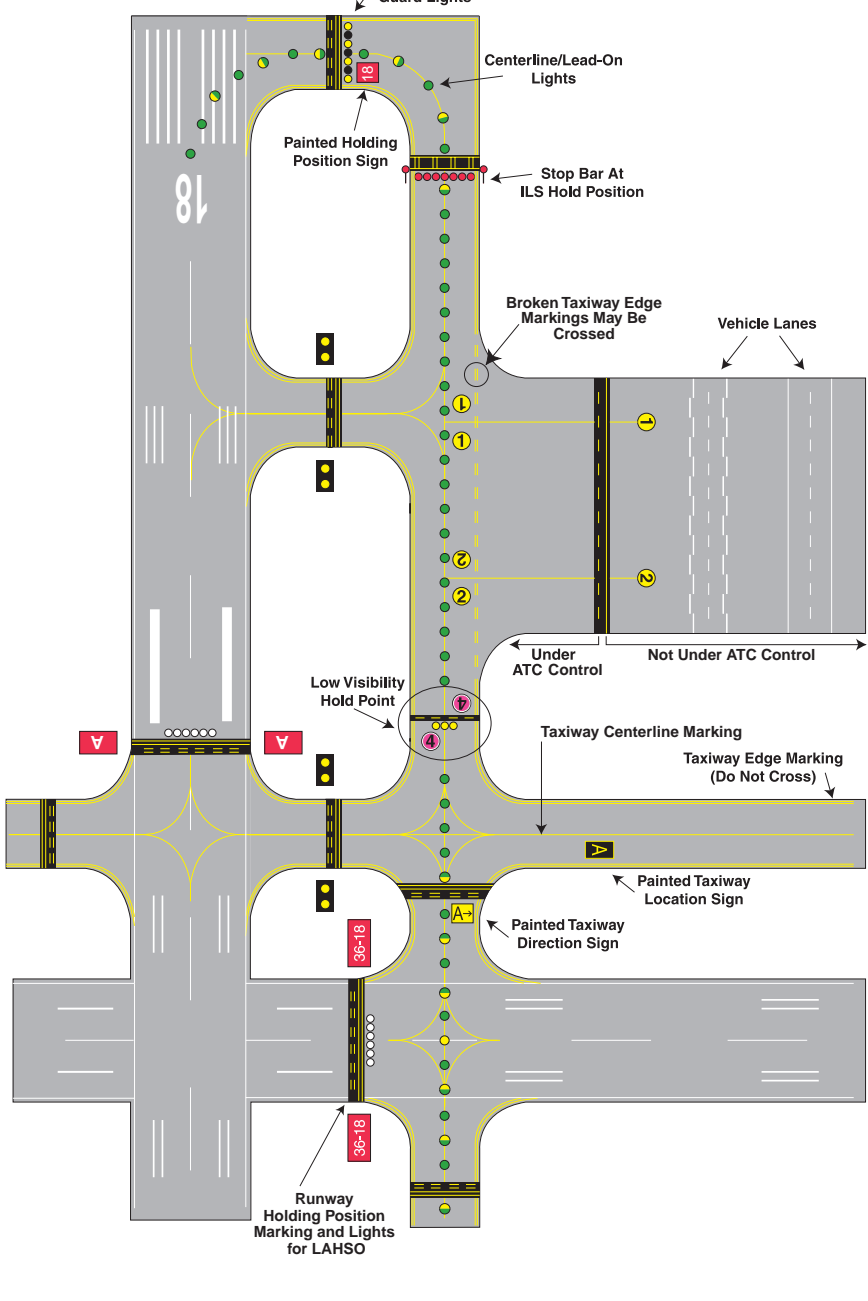 Guard Lights
Centerline/Lead-On
Lights
18
Painted Holding
Position Sign
Stop Bar At
ILS Hold Position
18
Broken Taxiway Edge
Markings May Be
Crossed
Vehicle Lanes
1
1
1
2
2
2
Under
ATC Control
Not Under ATC Control
Low Visibility
Hold Point
4
4
A
A
Taxiway Centerline Marking
Taxiway Edge Marking
(Do Not Cross)
A
Painted Taxiway
Location Sign
A→
Painted Taxiway
Direction Sign
36-18
36-18
Runway
Holding Position
Marking and Lights
for LAHSO